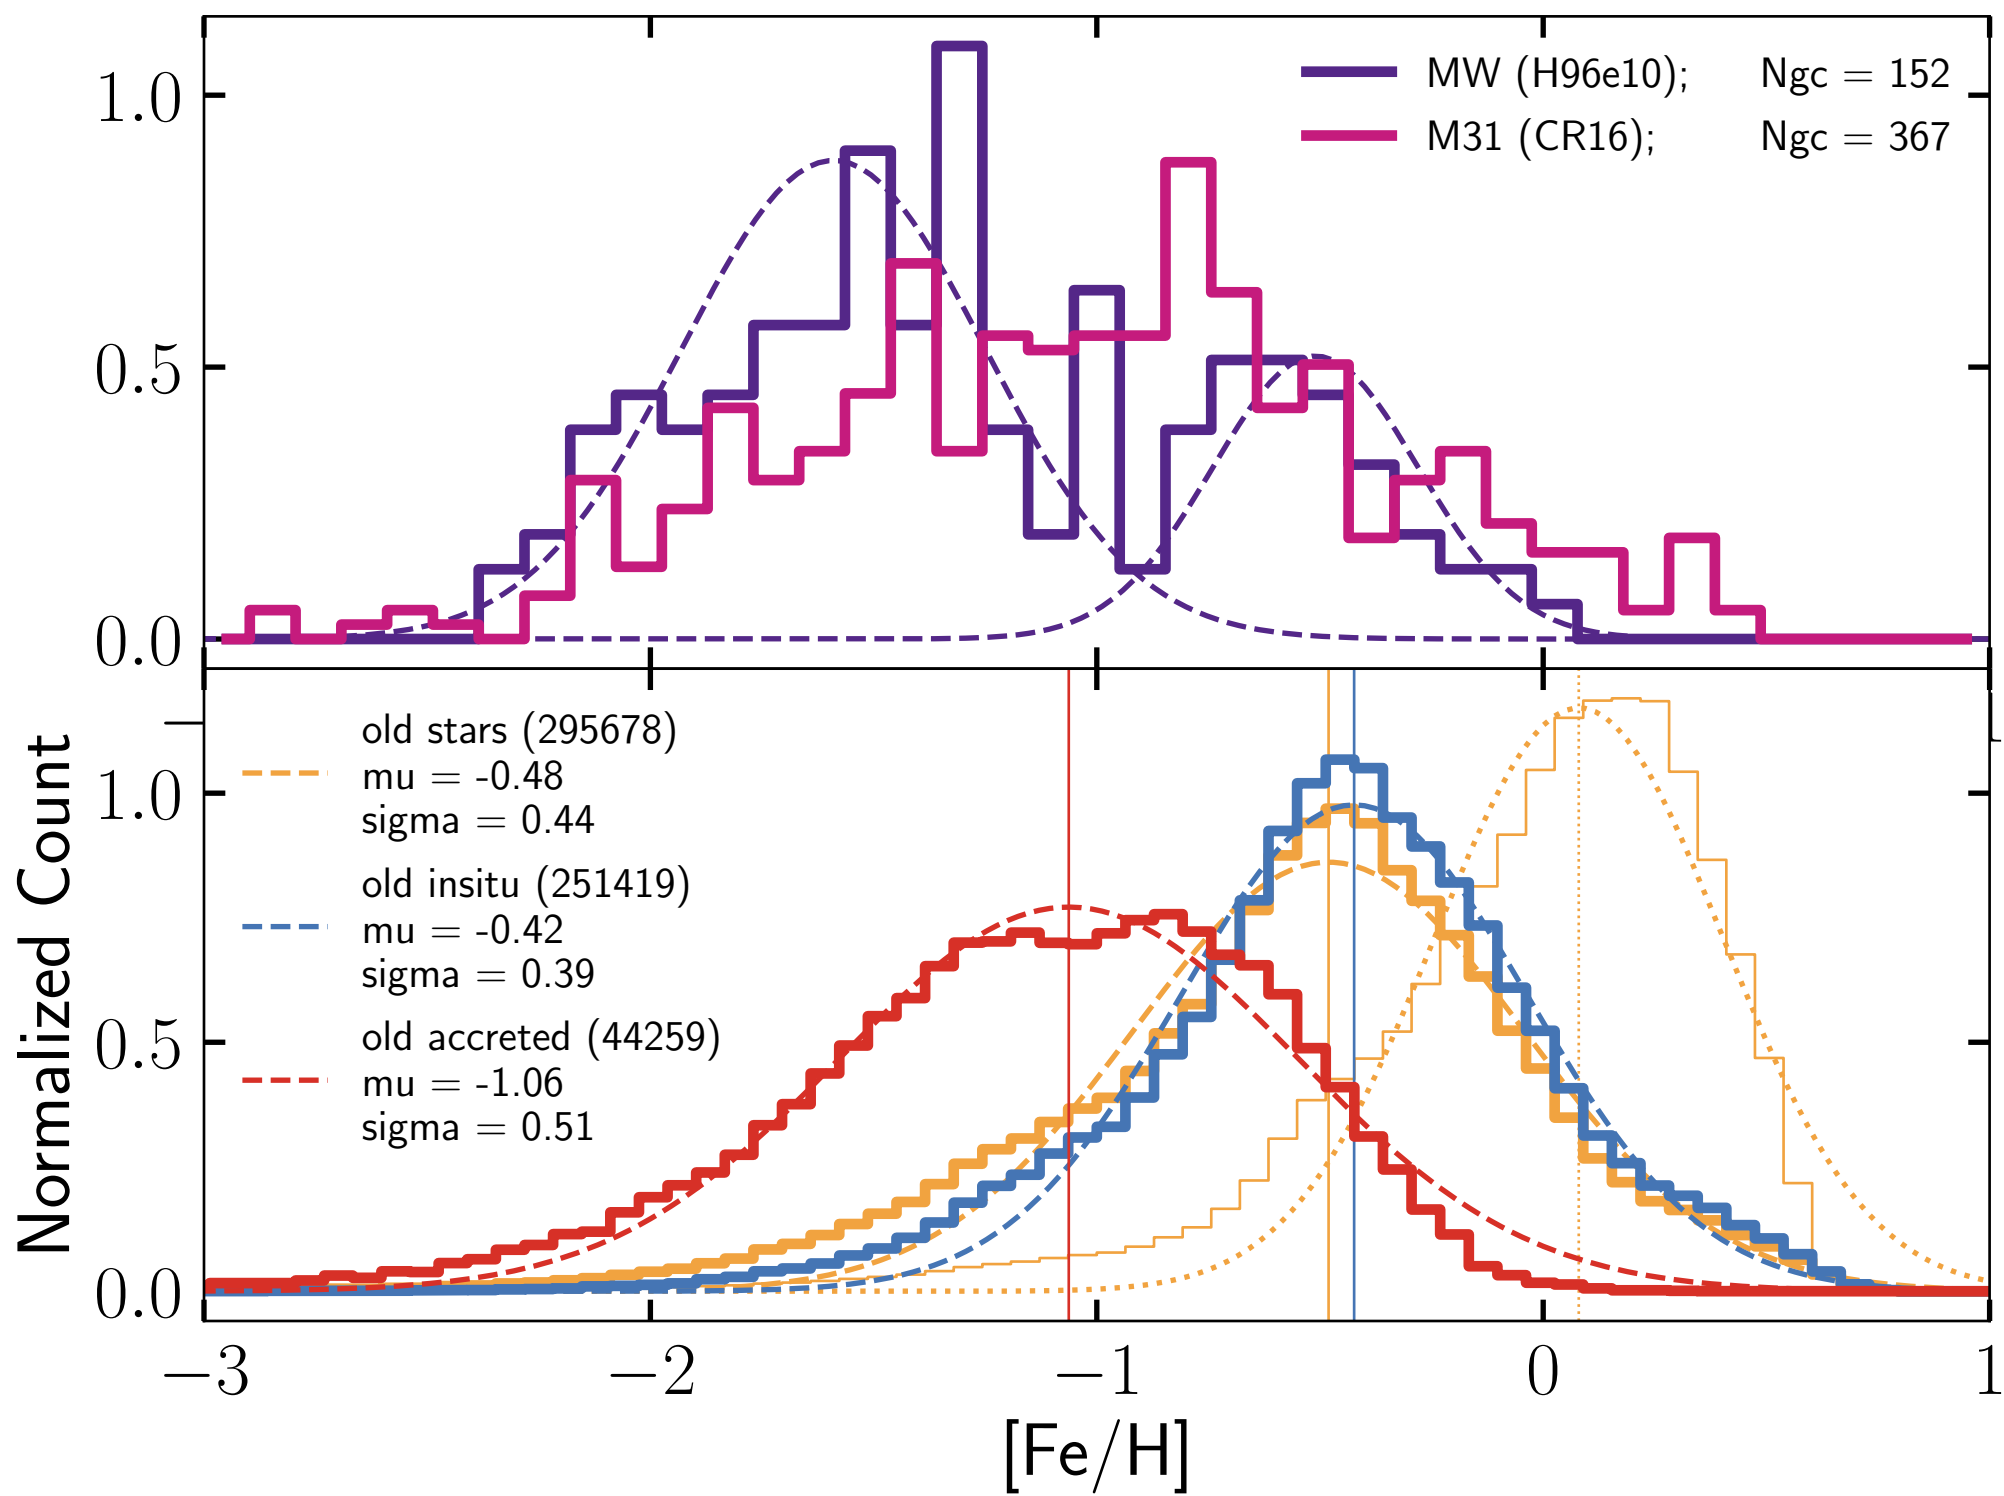 1.0
0.5
0.0
MW (H96e10); Ngc = 152
M31 (CR16); Ngc = 367
Normalized Count
1.0
0.5
0.0
old stars (295678)
mu = -0.48
sigma = 0.44
old insitu (251419)
mu = -0.42
sigma = 0.39
old accreted (44259)
mu = -1.06
sigma = 0.51
−3 −2 −1 0 1
[Fe/H]